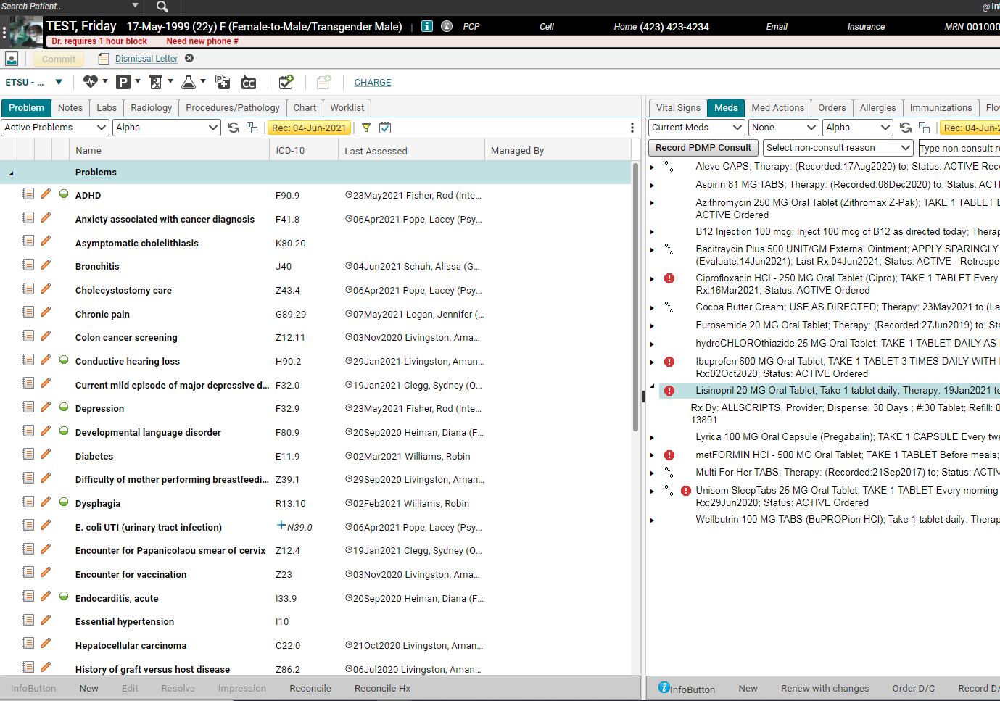 Search Patient...
@ In
TEST, Friday 17-May-1999 (22y) F (Female-to-Male/Transgender Male) | PCP Cell Home (423) 423-4234 Email Insurance MRN 001000
Dr. requires 1 hour block Need new phone #
Commit Dismissal Letter
ETSU - ... CHARGE
Problem Notes Labs Radiology Procedures/Pathology Chart Worklist
Active Problems Alpha Rec: 04-Jun-2021
Name ICD-10 Last Assessed Managed By
Problems
ADHD F90.9 23May2021 Fisher, Rod (Inte...
Anxiety associated with cancer diagnosis F41.8 06Apr2021 Pope, Lacey (Psy...
Asymptomatic cholelithiasis K80.20
Bronchitis J40 04Jun2021 Schuh, Alissa (G...
Cholecystostomy care Z43.4 06Apr2021 Pope, Lacey (Psy...
Chronic pain G89.29 07May2021 Logan, Jennifer (...
Colon cancer screening Z12.11 03Nov2020 Livingston, Ama...
Conductive hearing loss H90.2 29Jan2021 Livingston, Aman...
Current mild episode of major depressive d... F32.0 19Jan2021 Clegg, Sydney (O...
Depression F32.9 23May2021 Fisher, Rod (Inte...
Developmental language disorder F80.9 20Sep2020 Heiman, Diana (F...
Diabetes E11.9 02Mar2021 Williams, Robin
Difficulty of mother performing breastfeedi... Z39.1 29Sep2020 Livingston, Aman...
Dysphagia R13.10 02Feb2021 Williams, Robin
E. coli UTI (urinary tract infection) N39.0 06Apr2021 Pope, Lacey (Psy...
Encounter for Papanicolaou smear of cervix Z12.4 19Jan2021 Clegg, Sydney (O...
Encounter for vaccination Z23 03Nov2020 Livingston, Ama...
Endocarditis, acute I33.9 20Sep2020 Heiman, Diana (F...
Essential hypertension I10
Hepatocellular carcinoma C22.0 21Oct2020 Livingston, Aman...
History of graft versus host disease Z86.2 06Jul2020 Livingston, Aman...
InfoButton New Edit Resolve Impression Reconcile Reconcile Hx
Vital Signs Meds Med Actions Orders Allergies Immunizations Flo
Current Meds None Alpha Rec: 04-Jun-2
Record PDMP Consult Select non-consult reason Type non-consult re
Aleve CAPS; Therapy: (Recorded:17Aug2020) to; Status: ACTIVE Rec
Aspirin 81 MG TABS; Therapy: (Recorded:08Dec2020) to; Status: ACTI
Azithromycin 250 MG Oral Tablet (Zithromax Z-Pak); TAKE 1 TABLET E
ACTIVE Ordered
B12 Injection 100 mcg; Inject 100 mcg of B12 as directed today; Therap
Bacitraycin Plus 500 UNIT/GM External Ointment; APPLY SPARINGLY
(Evaluate:14Jun2021); Last Rx:04Jun2021; Status: ACTIVE - Retrospe
Ciprofloxacin HCl - 250 MG Oral Tablet (Cipro); TAKE 1 TABLET Every
Rx:16Mar2021; Status: ACTIVE Ordered
Cocoa Butter Cream; USE AS DIRECTED; Therapy: 23May2021 to (La
Furosemide 20 MG Oral Tablet; Therapy: (Recorded:27Jun2019) to; Sta
hydroCHLOROthiazide 25 MG Oral Tablet; TAKE 1 TABLET DAILY AS
Ibuprofen 600 MG Oral Tablet; TAKE 1 TABLET 3 TIMES DAILY WITH
Rx:02Oct2020; Status: ACTIVE Ordered
Lisinopril 20 MG Oral Tablet; Take 1 tablet daily; Therapy: 19Jan2021 to
Rx By: ALLSCRIPTS, Provider; Dispense: 30 Days ; #:30 Tablet; Refill: 0
13891
Lyrica 100 MG Oral Capsule (Pregabalin); TAKE 1 CAPSULE Every twe
metFORMIN HCl - 500 MG Oral Tablet; TAKE 1 TABLET Before meals;
Multi For Her TABS; Therapy: (Recorded:21Sep2017) to; Status: ACTIV
Unisom SleepTabs 25 MG Oral Tablet; TAKE 1 TABLET Every morning
Rx:29Jun2020; Status: ACTIVE Ordered
Wellbutrin 100 MG TABS (BuPROPion HCl); Take 1 tablet daily; Therap
InfoButton New Renew with changes Order D/C Record D/